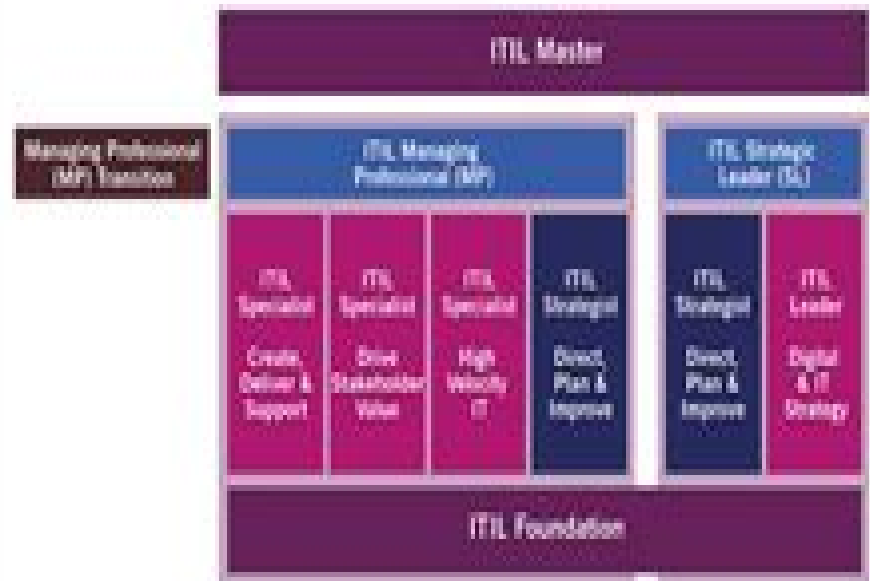 ITIL Master
Managing Professional
(MP) Transition
ITIL Managing
Professional (MP)
ITIL Strategic
Leader (SL)
ITIL
Specialist
Create,
Deliver &
Support
ITIL
Specialist
Drive
Stakeholder
Value
ITIL
Specialist
High
Velocity
IT
ITIL
Strategist
Direct,
Plan &
Improve
ITIL
Strategist
Direct,
Plan &
Improve
ITIL
Leader
Digital
& IT
Strategy
ITIL Foundation